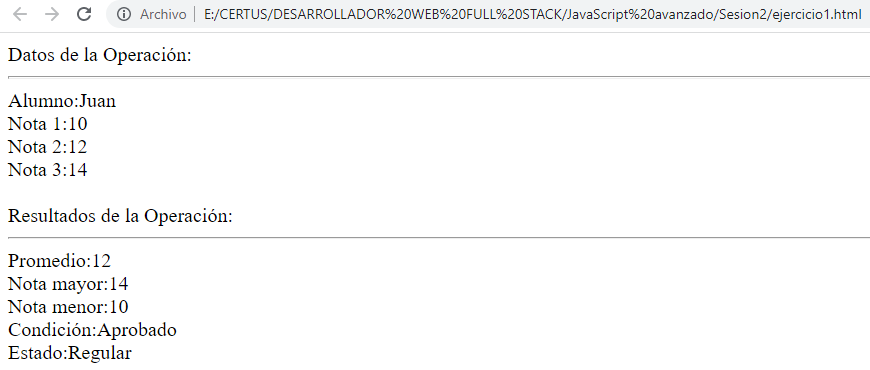 Archivo E:/CERTUS/DESARROLLADOR%20WEB%20FULL%20STACK/JavaScript%20avanzado/Sesion2/ejercicio1.html
Datos de la Operación:
Alumno:Juan
Nota 1:10
Nota 2:12
Nota 3:14
Resultados de la Operación:
Promedio:12
Nota mayor:14
Nota menor:10
Condición:Aprobado
Estado:Regular